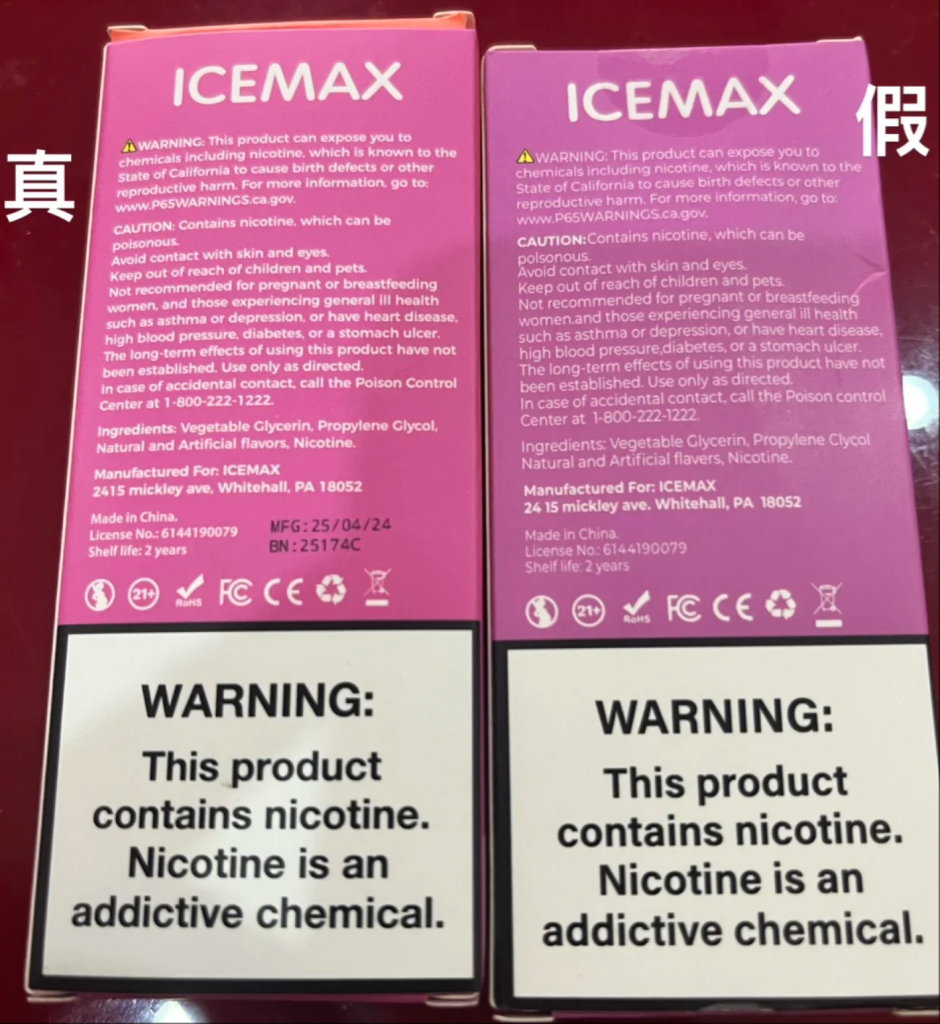 真
ICEMAX
WARNING: This product can expose you to
chemicals including nicotine, which is known to the
State of California to cause birth defects or other
reproductive harm. For more information, go to:
www.P65WARNINGS.ca.gov.
CAUTION: Contains nicotine, which can be
poisonous.
Avoid contact with skin and eyes.
Keep out of reach of children and pets.
Not recommended for pregnant or breastfeeding
women, and those experiencing general ill health
such as asthma or depression, or have heart disease,
high blood pressure, diabetes, or a stomach ulcer.
The long-term effects of using this product have not
been established. Use only as directed.
In case of accidental contact, call the Poison Control
Center at 1-800-222-1222.
Ingredients: Vegetable Glycerin, Propylene Glycol,
Natural and Artificial flavors, Nicotine.
Manufactured For: ICEMAX
2415 mickley ave, Whitehall, PA 18052
Made in China.
License No.: 6144190079
Shelf life: 2 years
MFG:25/04/24
BN:25174C
21+
RoHS
FC
CE
WARNING:
This product
contains nicotine.
Nicotine is an
addictive chemical.
假
ICEMAX
WARNING: This product can expose you to
chemicals including nicotine, which is known to the
State of California to cause birth defects or other
reproductive harm. For more information, go to:
www.P65WARNINGS.ca.gov.
CAUTION:Contains nicotine, which can be
polsonous.
Avoid contact with skin and eyes.
Keep out of reach of children and pets.
Not recommended for pregnant or breastfeeding
women.and those experiencing general ill health
such as asthma or depression, or have heart disease,
high blood pressure,diabetes, or a stomach ulcer.
The long-term effects of using this product have not
been established. Use only as directed.
In case of accidental contact, call the Poison control
Center at 1-800-222-1222.
Ingredients: Vegetable Glycerin, Propylene Glycol
Natural and Artificial flavers, Nicotine.
Manufactured For: ICEMAX
24 15 mickley ave. Whitehall, PA 18052
Made in China.
License No.: 6144190079
Shelf life: 2 years
21+
RoHS
FC
CE
WARNING:
This product
contains nicotine.
Nicotine is an
addictive chemical.